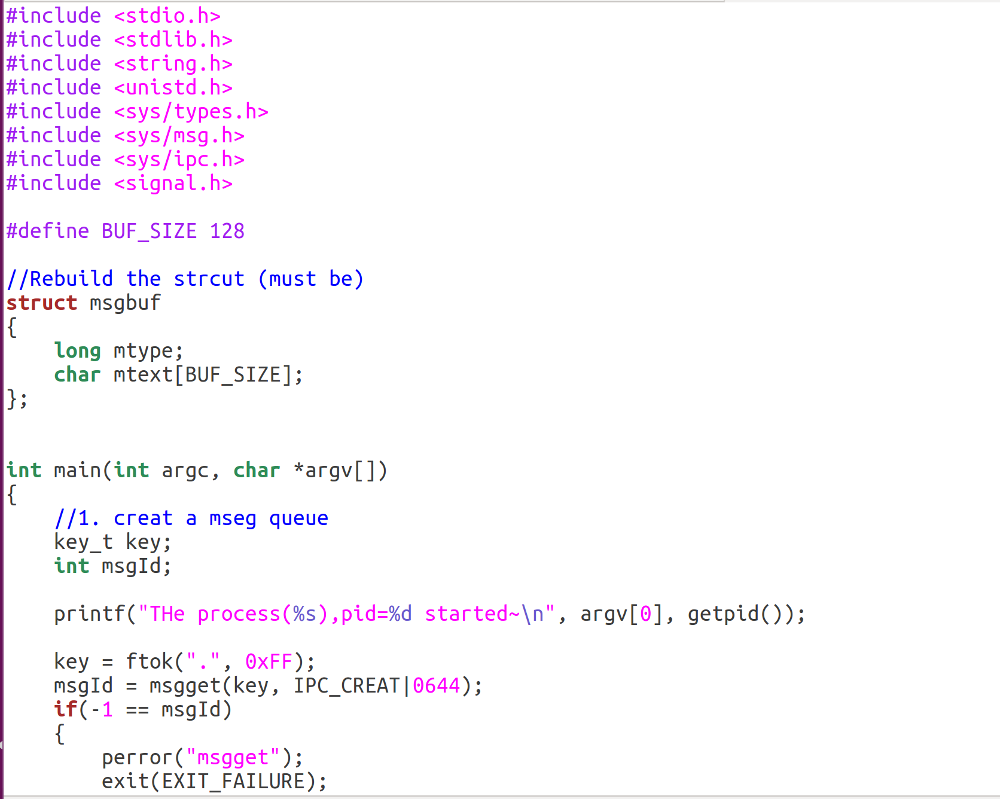 #include <stdio.h>
#include <stdlib.h>
#include <string.h>
#include <unistd.h>
#include <sys/types.h>
#include <sys/msg.h>
#include <sys/ipc.h>
#include <signal.h>

#define BUF_SIZE 128

//Rebuild the strcut (must be)
struct msgbuf
{
    long mtype;
    char mtext[BUF_SIZE];
};


int main(int argc, char *argv[])
{
    //1. creat a mseg queue
    key_t key;
    int msgId;

    printf("THe process(%s),pid=%d started~\n", argv[0], getpid());

    key = ftok(".", 0xFF);
    msgId = msgget(key, IPC_CREAT|0644);
    if(-1 == msgId)
    {
        perror("msgget");
        exit(EXIT_FAILURE);